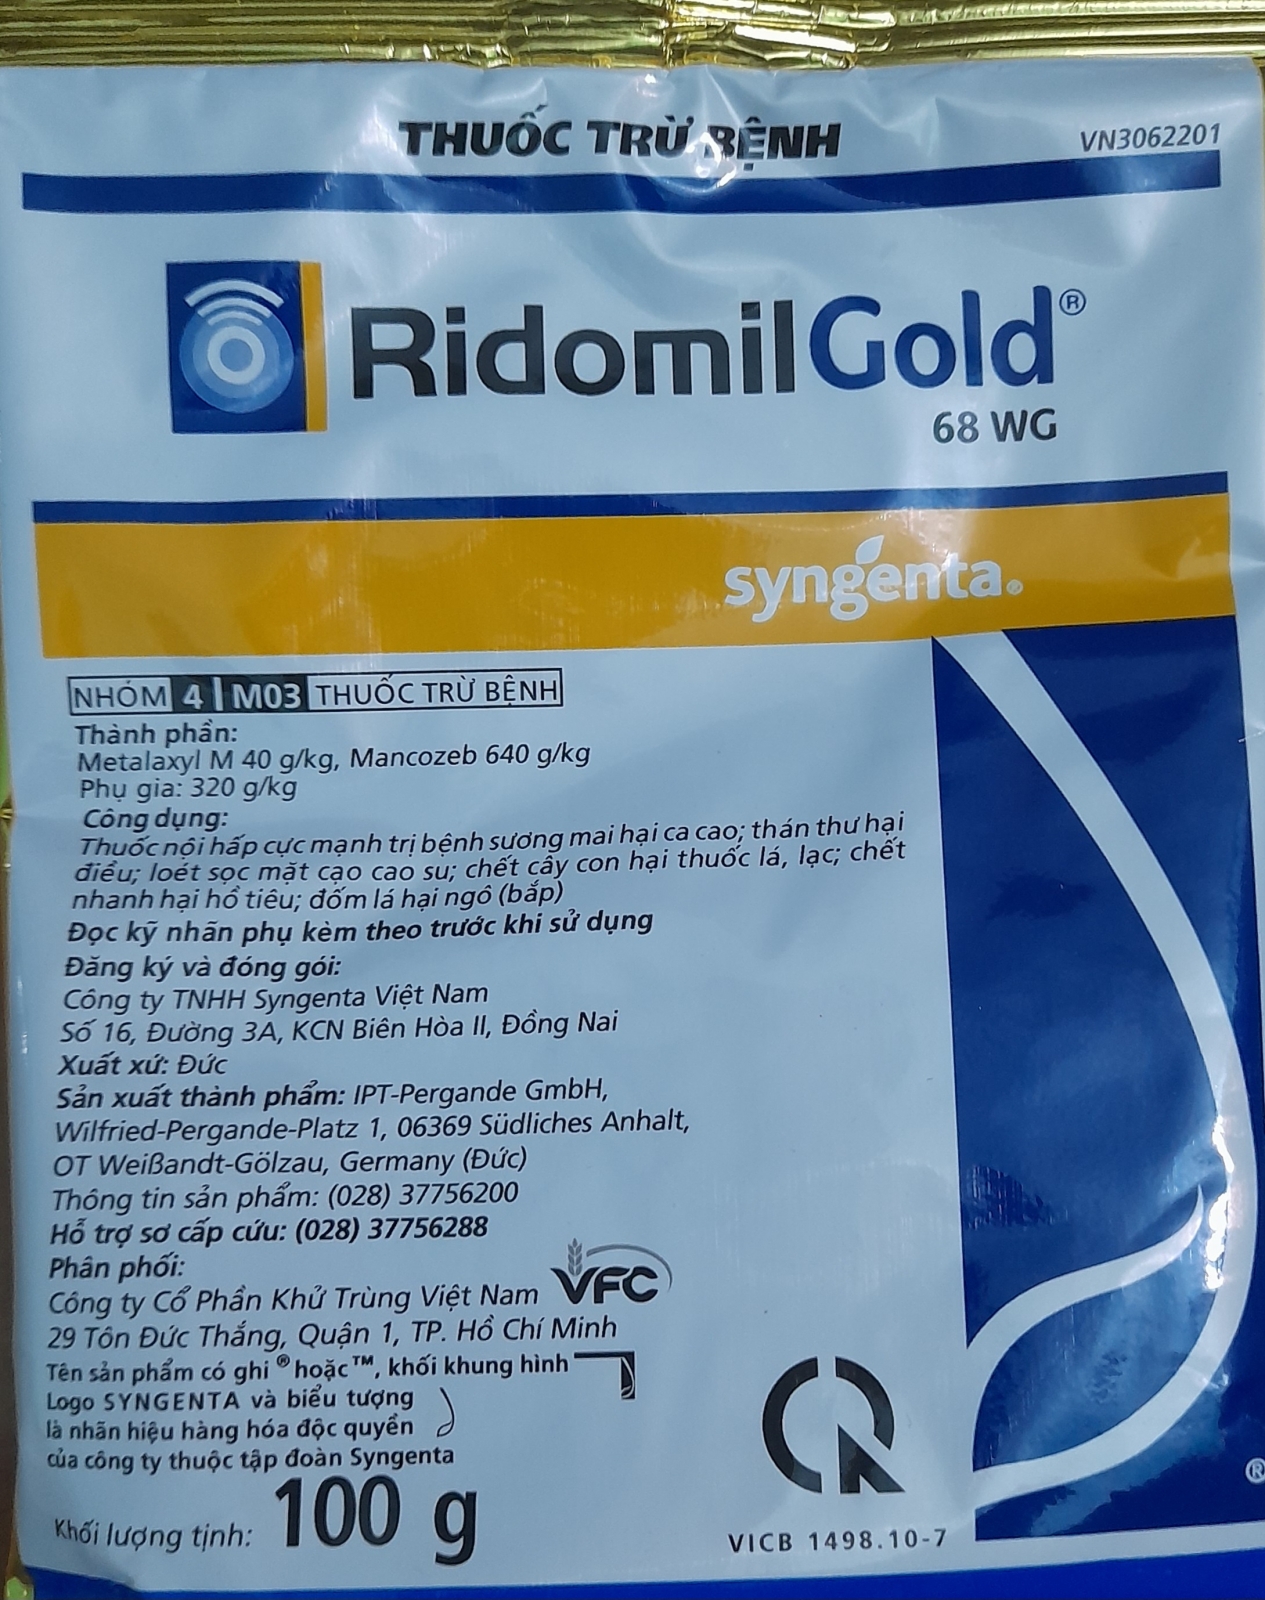 THUỐC TRỪ BỆNH
VN3062201
RidomilGold®
68 WG
syngenta®
NHÓM 4 | M03 THUỐC TRỪ BỆNH
Thành phần:
Metalaxyl M 40 g/kg, Mancozeb 640 g/kg
Phụ gia: 320 g/kg
Công dụng:
Thuốc nội hấp cực mạnh trị bệnh sương mai hại ca cao; thán thư hại
điều; loét sọc mặt cạo cao su; chết cây con hại thuốc lá, lạc; chết
nhanh hại hồ tiêu; đốm lá hại ngô (bắp)
Đọc kỹ nhãn phụ kèm theo trước khi sử dụng
Đăng ký và đóng gói:
Công ty TNHH Syngenta Việt Nam
Số 16, Đường 3A, KCN Biên Hòa II, Đồng Nai
Xuất xứ: Đức
Sản xuất thành phẩm: IPT-Pergande GmbH,
Wilfried-Pergande-Platz 1, 06369 Südliches Anhalt,
OT Weißandt-Gölzau, Germany (Đức)
Thông tin sản phẩm: (028) 37756200
Hỗ trợ sơ cấp cứu: (028) 37756288
Phân phối:
Công ty Cổ Phần Khử Trùng Việt Nam VFC
29 Tôn Đức Thắng, Quận 1, TP. Hồ Chí Minh
Tên sản phẩm có ghi ® hoặc ™, khối khung hình
Logo SYNGENTA và biểu tượng
là nhãn hiệu hàng hóa độc quyền
của công ty thuộc tập đoàn Syngenta
Khối lượng tịnh: 100 g
VICB 1498.10-7
®